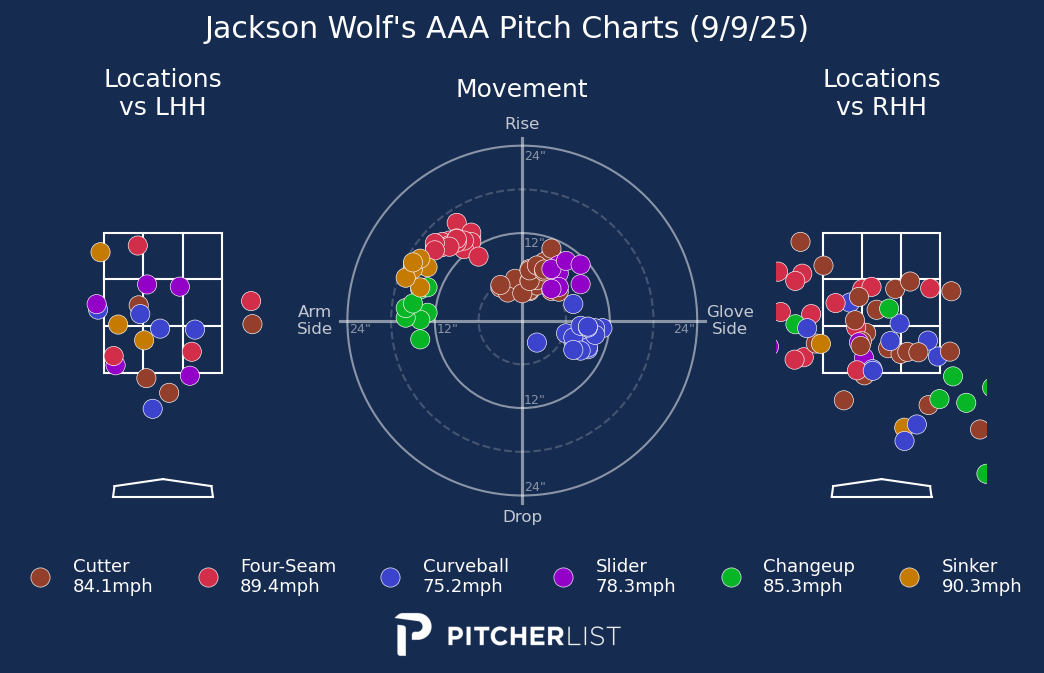 Jackson Wolf's AAA Pitch Charts (9/9/25)
Locations
vs LHH
Movement
Locations
vs RHH
Rise
24"
12"
Arm
Side
24"
12"
24"
Glove
Side
12"
24"
Drop
Cutter
84.1mph
Four-Seam
89.4mph
Curveball
75.2mph
Slider
78.3mph
Changeup
85.3mph
Sinker
90.3mph
PITCHERLIST